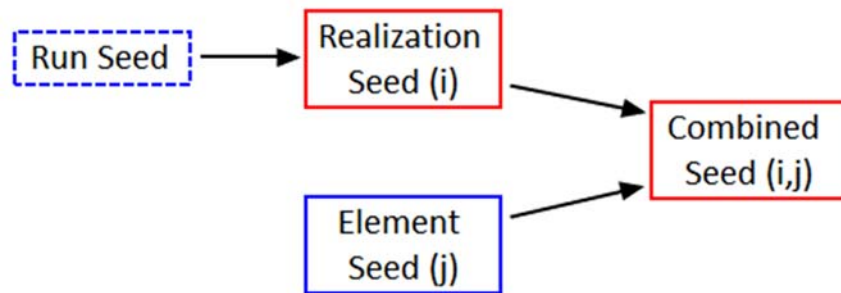 Run Seed
Realization
Seed (i)
Combined
Seed (i,j)
Element
Seed (j)